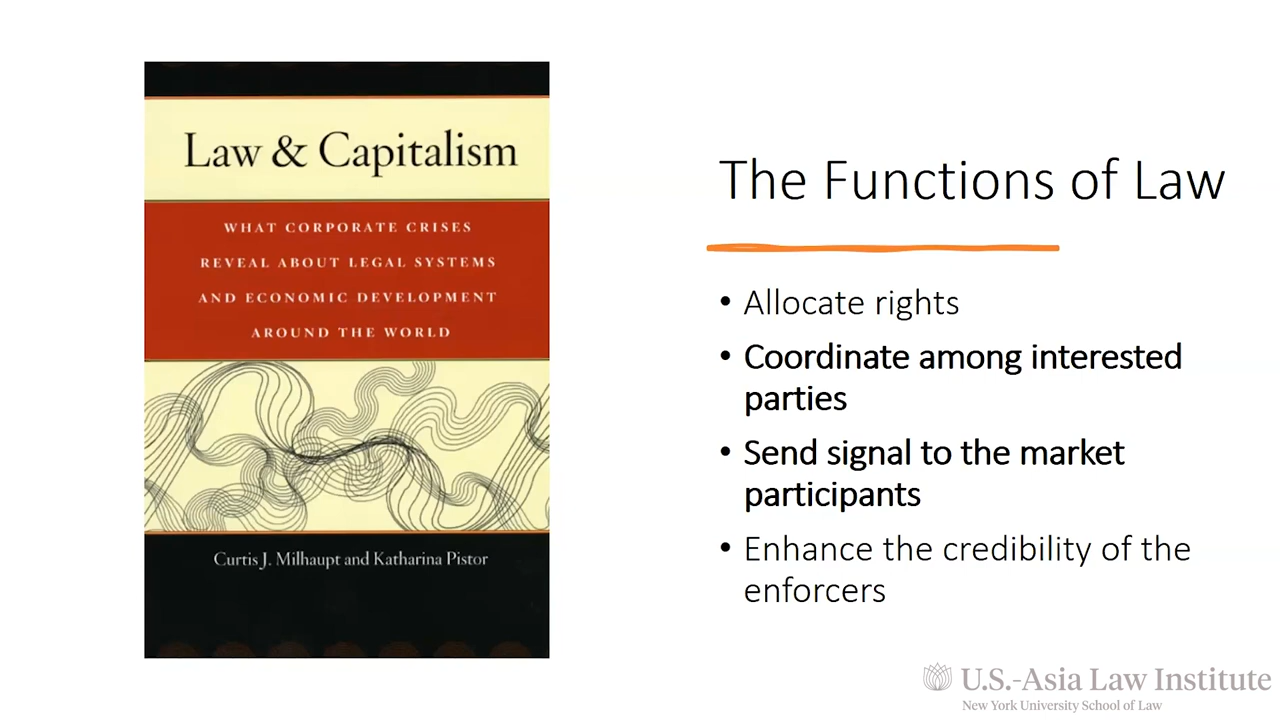 Law & Capitalism
WHAT CORPORATE CRISES
REVEAL ABOUT LEGAL SYSTEMS
AND ECONOMIC DEVELOPMENT
AROUND THE WORLD
Curtis J. Milhaupt and Katharina Pistor
The Functions of Law
• Allocate rights
• Coordinate among interested
parties
• Send signal to the market
participants
• Enhance the credibility of the
enforcers
U.S.-Asia Law Institute
New York University School of Law